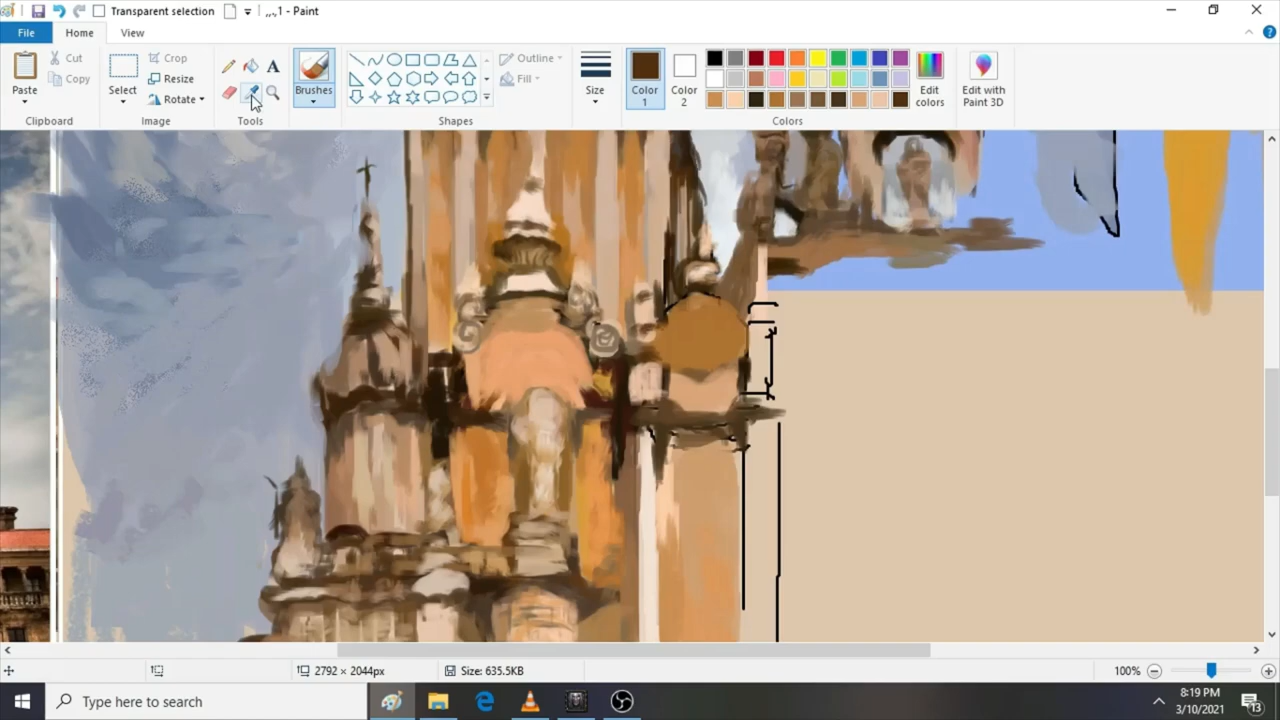 Transparent selection
,,.,1 - Paint
File
Home
View
Paste
Cut
Copy
Clipboard
Select
Crop
Resize
Rotate
Image
A
Tools
Brushes
Shapes
Outline
Fill
Size
Color 1
Color 2
Edit colors
Edit with Paint 3D
Colors
2792 × 2044px
Size: 635.5KB
100%
Type here to search
8:19 PM
3/10/2021
13